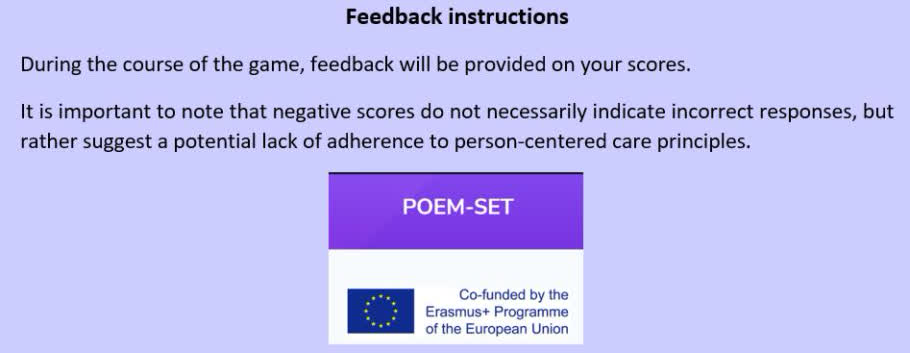 Feedback instructions
During the course of the game, feedback will be provided on your scores.
It is important to note that negative scores do not necessarily indicate incorrect responses, but
rather suggest a potential lack of adherence to person-centered care principles.
POEM-SET
Co-funded by the
Erasmus+ Programme
of the European Union